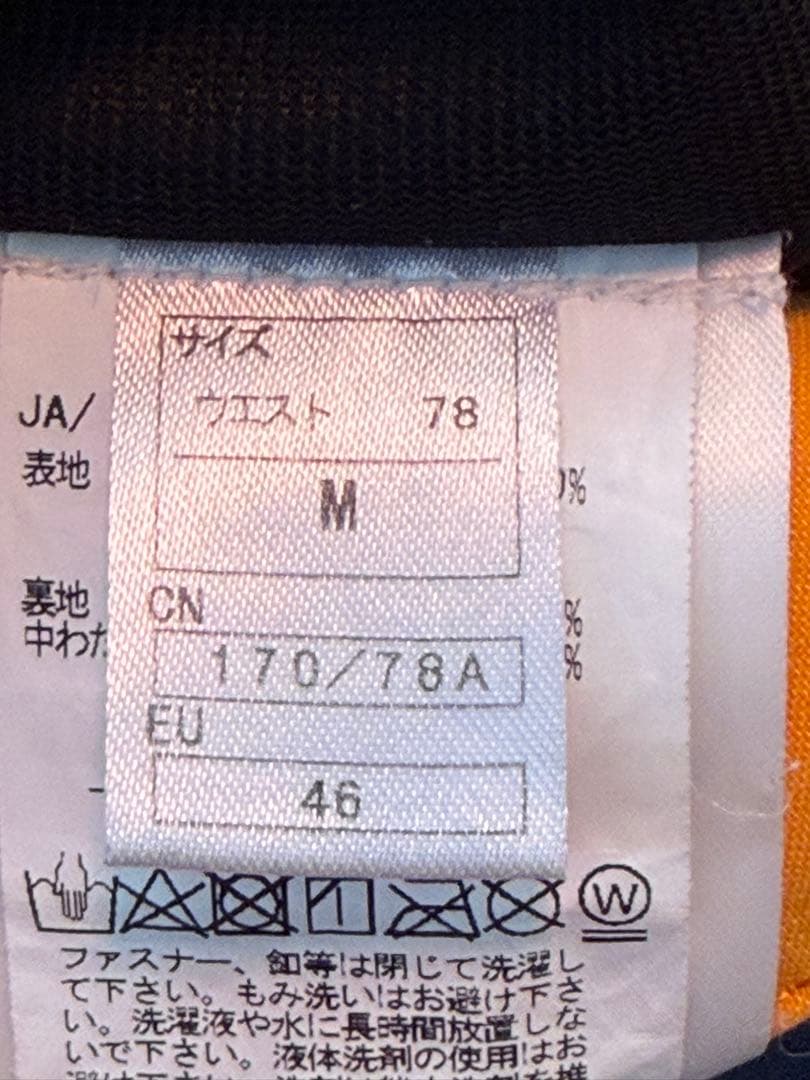 サイズ
ウエスト 78
M
CN
170/78A
EU
46
JA/
表地 %
裏地 %
中わた %
W
ファスナー、釦等は閉じて洗濯し
て下さい。もみ洗いはお避け下さ
い。洗濯液や水に長時間放置しな
いで下さい。液体洗剤の使用はお